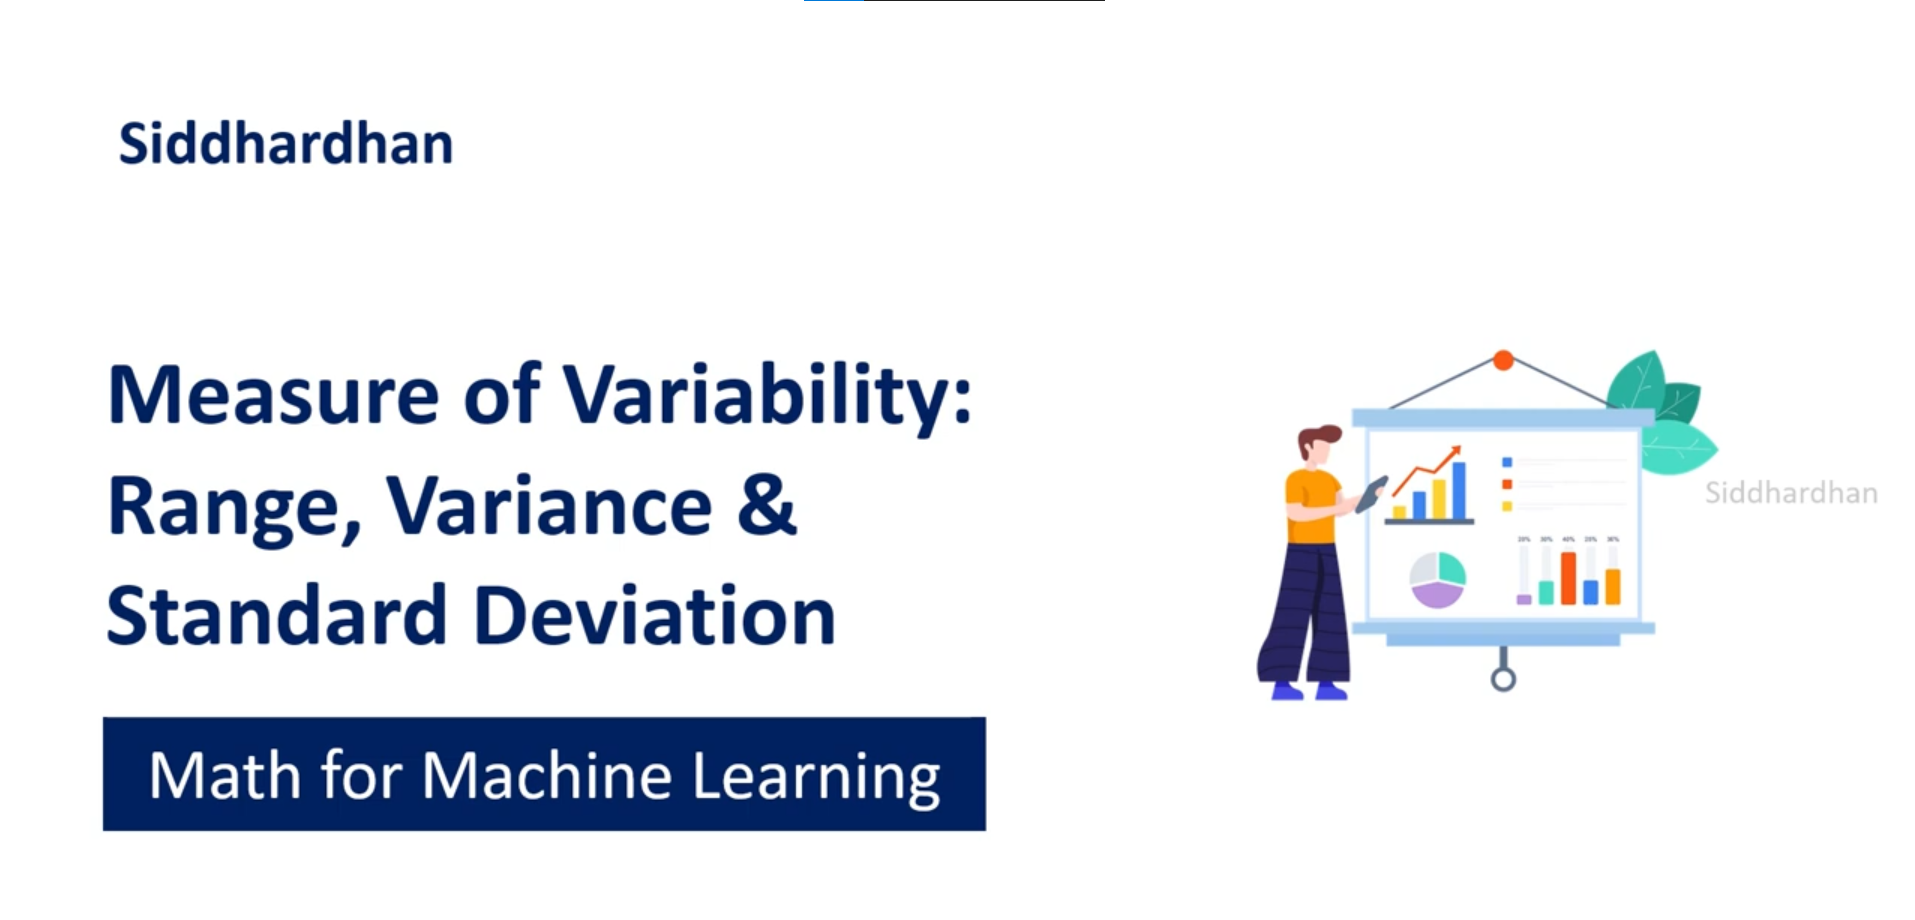 Siddhardhan
Measure of Variability:
Range, Variance &
Standard Deviation
Math for Machine Learning
Siddhardhan